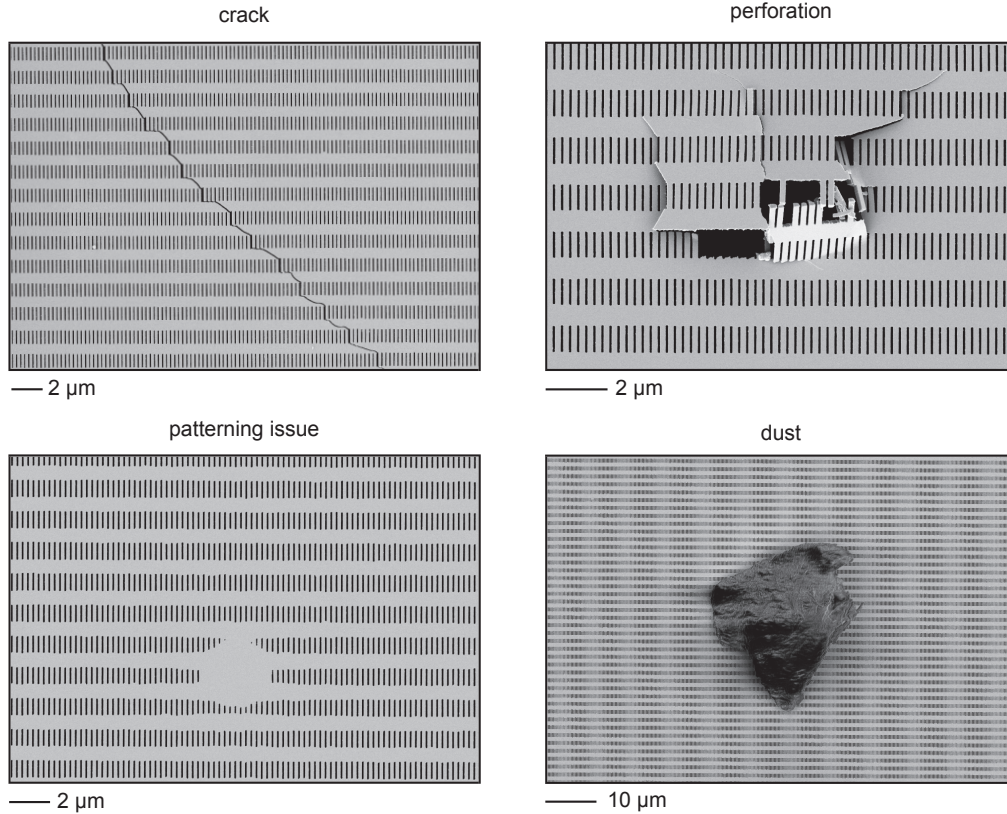 crack
perforation
2 µm
2 µm
patterning issue
dust
2 µm
10 µm